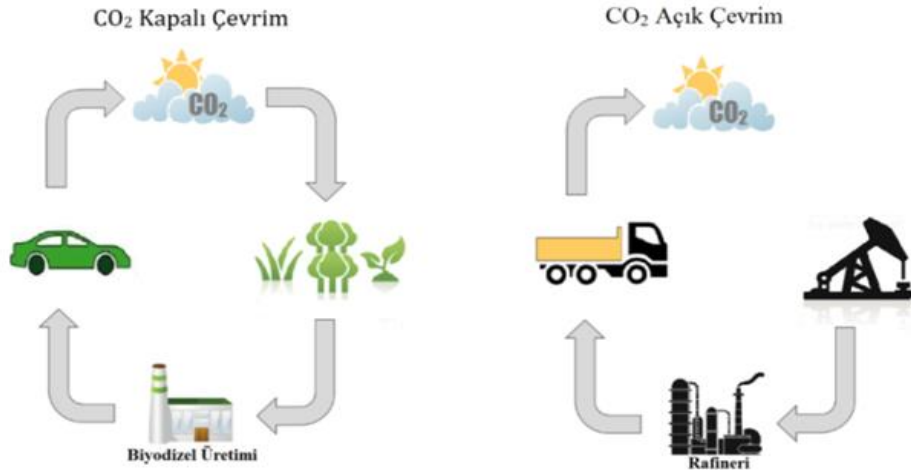 CO₂ Kapalı Çevrim
CO₂ Açık Çevrim
CO₂
CO₂
Biyodizel Üretimi
Rafineri